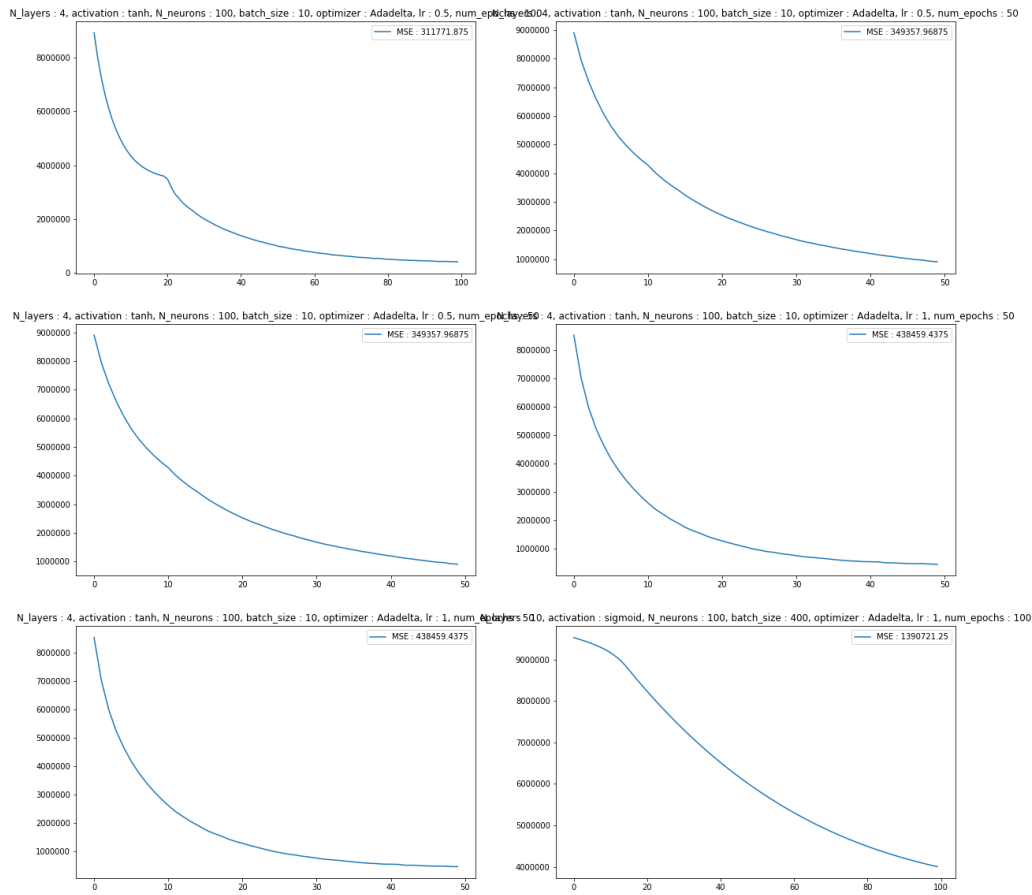 N_layers : 4, activation : tanh, N_neurons : 100, batch_size : 10, optimizer : Adadelta, lr : 0.5, num_epochs : 100
MSE : 311771.875
8000000
6000000
4000000
2000000
0
0 20 40 60 80 100
4, activation : tanh, N_neurons : 100, batch_size : 10, optimizer : Adadelta, lr : 0.5, num_epochs : 50
MSE : 349357.96875
9000000
8000000
7000000
6000000
5000000
4000000
3000000
2000000
1000000
0 10 20 30 40 50
N_layers : 4, activation : tanh, N_neurons : 100, batch_size : 10, optimizer : Adadelta, lr : 0.5, num_epochs : 50
MSE : 349357.96875
9000000
8000000
7000000
6000000
5000000
4000000
3000000
2000000
1000000
0 10 20 30 40 50
N_layers : 4, activation : tanh, N_neurons : 100, batch_size : 10, optimizer : Adadelta, lr : 1, num_epochs : 50
MSE : 438459.4375
8000000
7000000
6000000
5000000
4000000
3000000
2000000
1000000
0 10 20 30 40 50
N_layers : 4, activation : tanh, N_neurons : 100, batch_size : 10, optimizer : Adadelta, lr : 1, num_epochs : 50
MSE : 438459.4375
8000000
7000000
6000000
5000000
4000000
3000000
2000000
1000000
0 10 20 30 40 50
N_layers : 10, activation : sigmoid, N_neurons : 100, batch_size : 400, optimizer : Adadelta, lr : 1, num_epochs : 100
MSE : 1390721.25
9000000
8000000
7000000
6000000
5000000
4000000
0 20 40 60 80 100